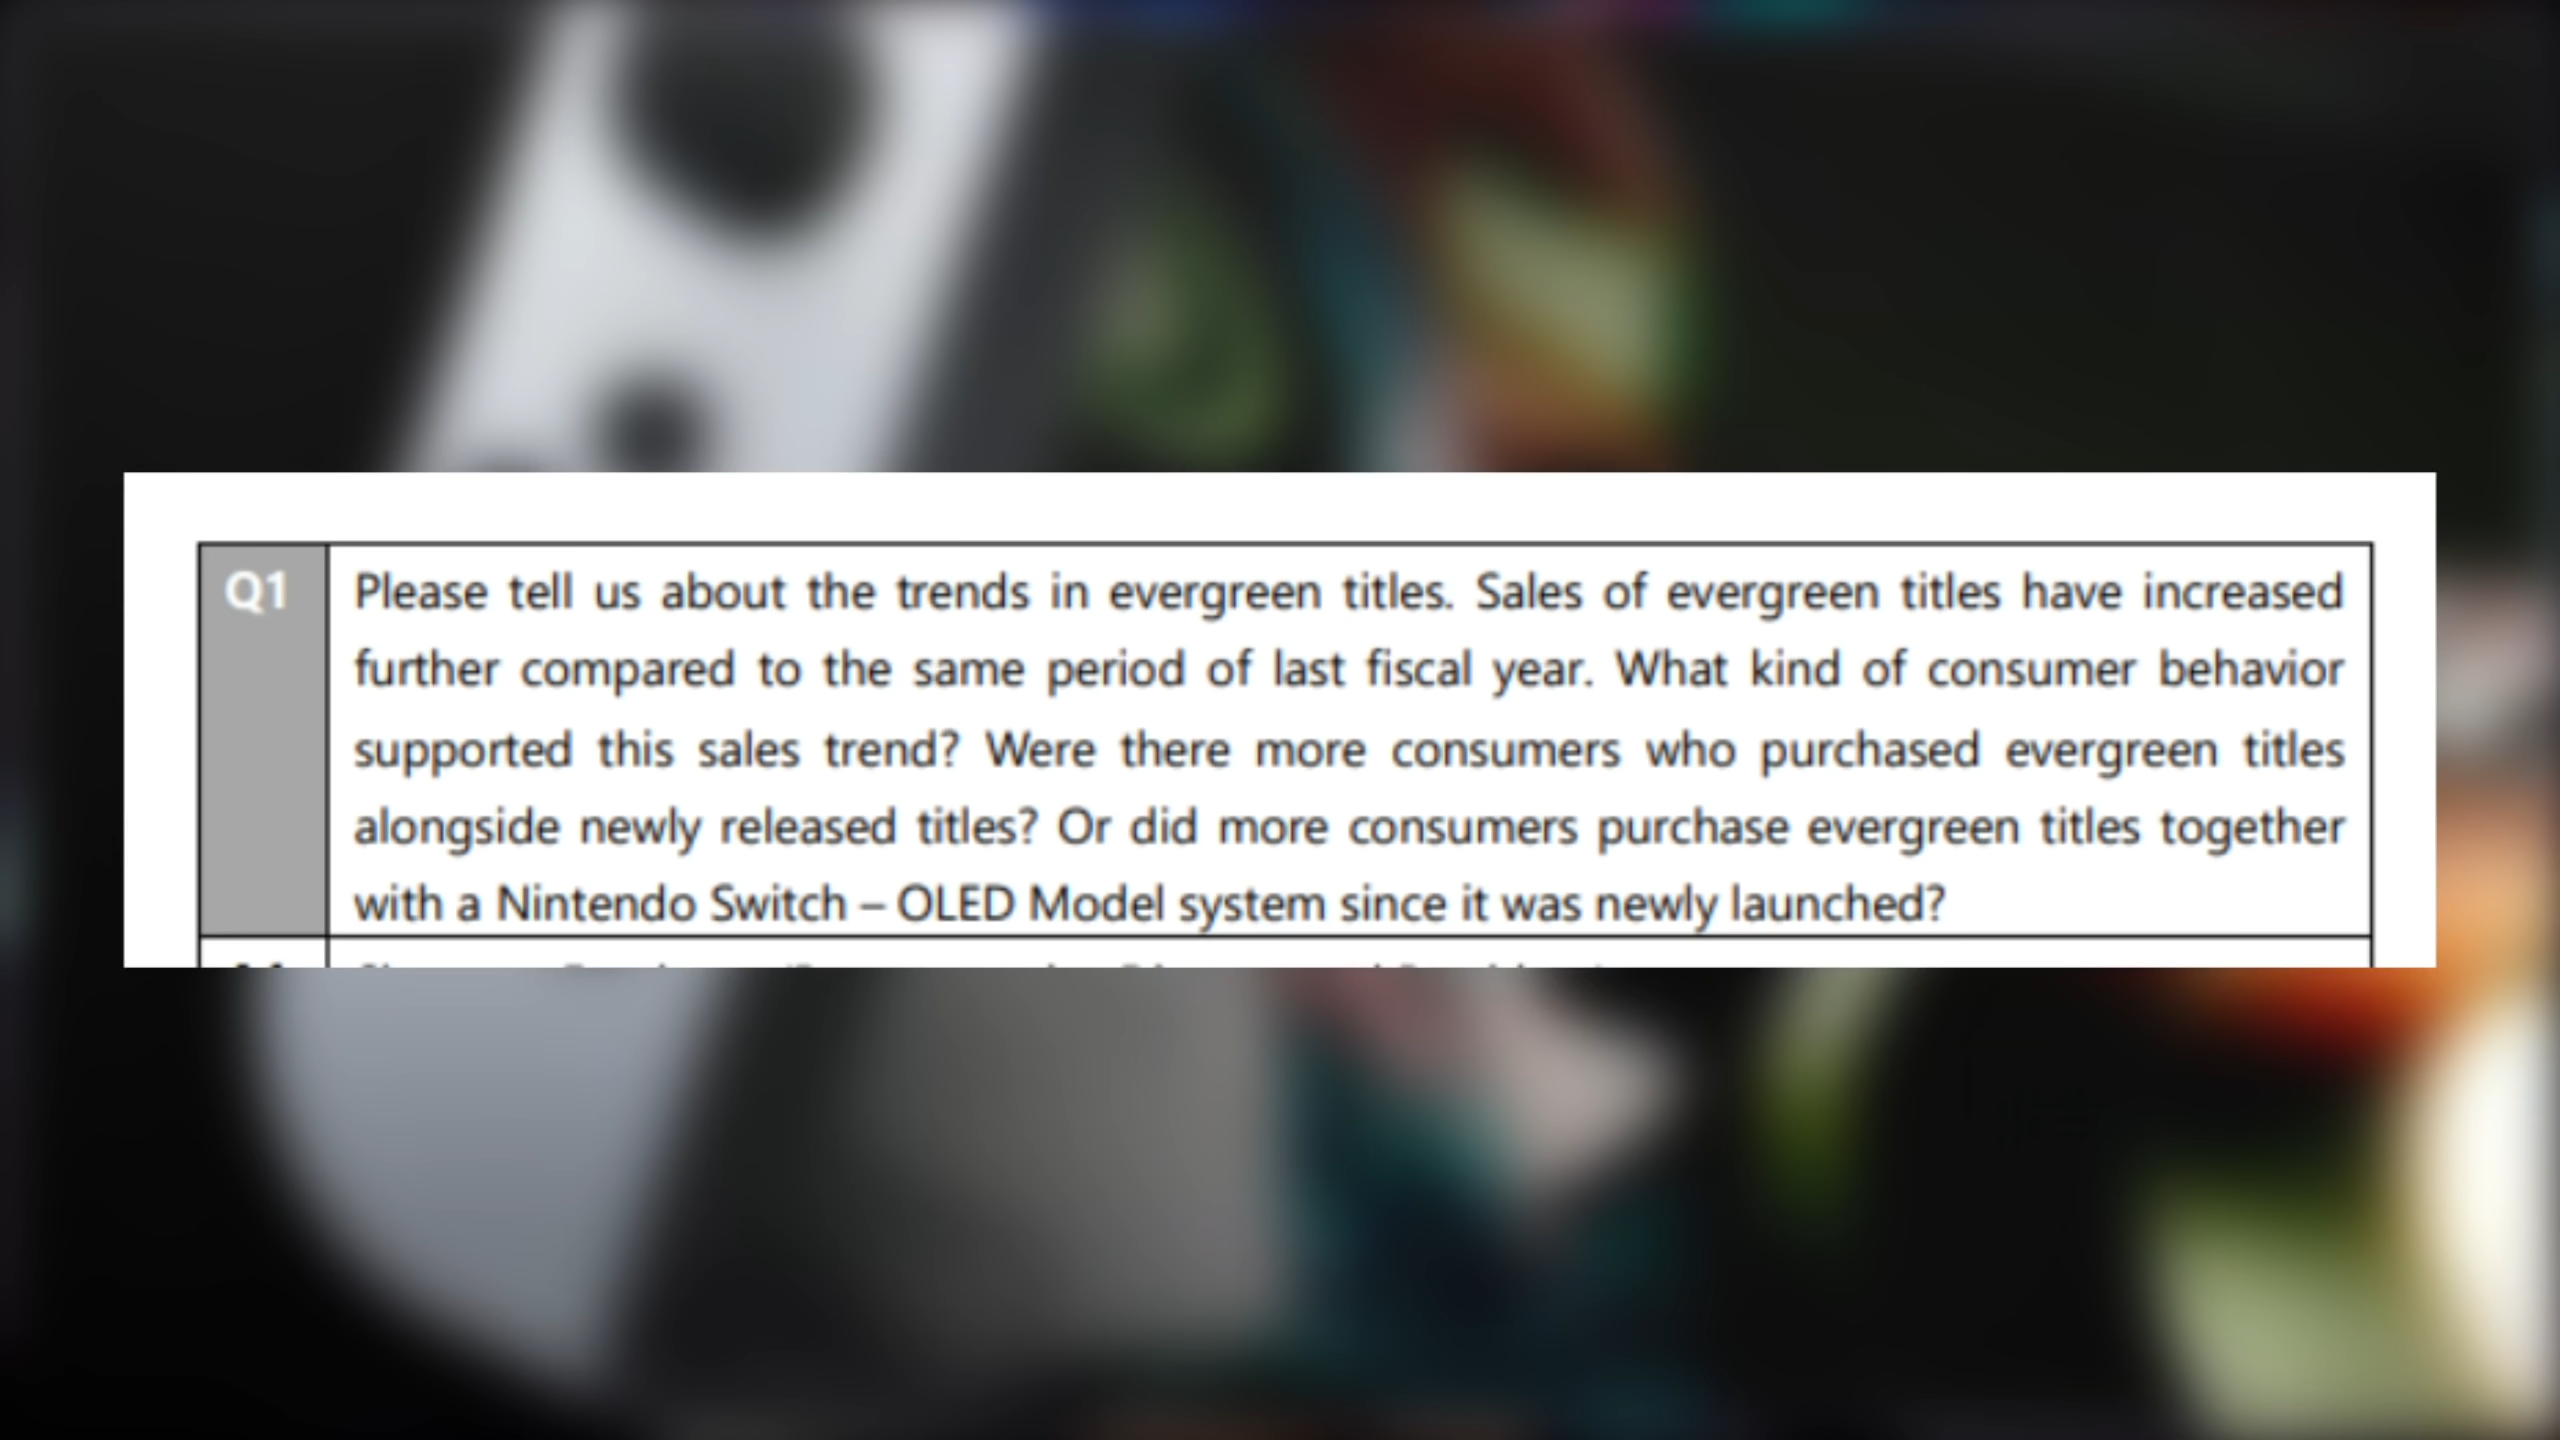 Q1
Please tell us about the trends in evergreen titles. Sales of evergreen titles have increased
further compared to the same period of last fiscal year. What kind of consumer behavior
supported this sales trend? Were there more consumers who purchased evergreen titles
alongside newly released titles? Or did more consumers purchase evergreen titles together
with a Nintendo Switch – OLED Model system since it was newly launched?